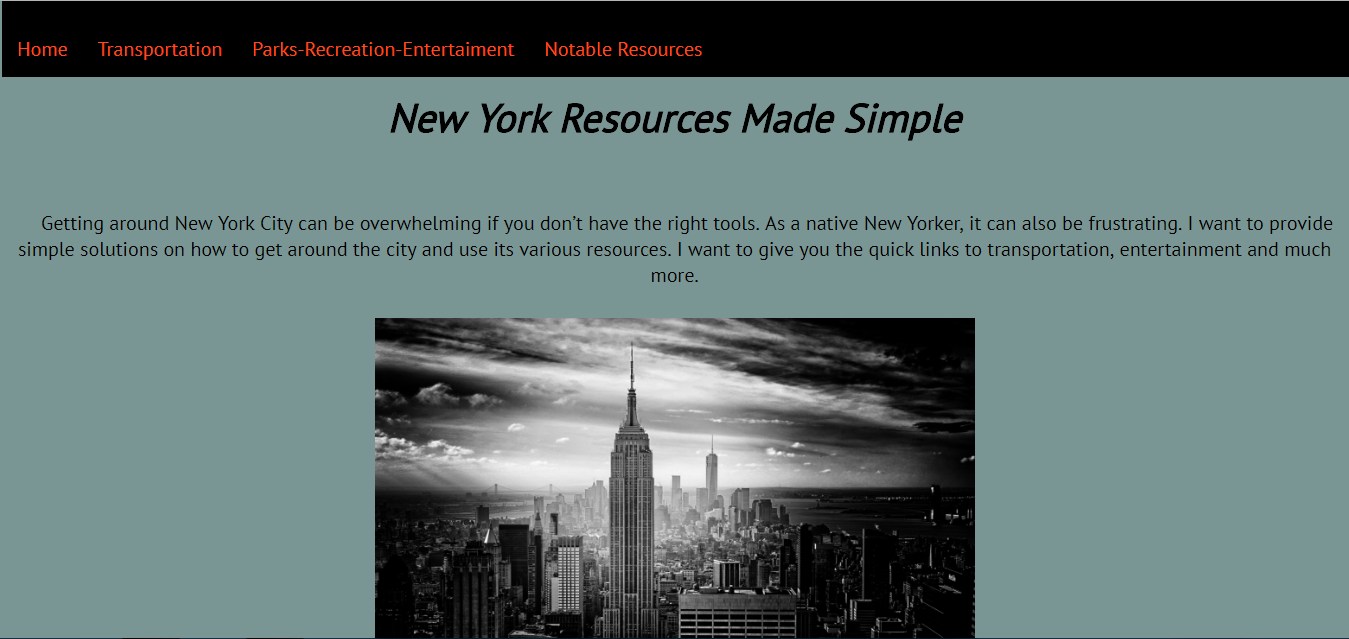 Home Transportation Parks-Recreation-Entertaiment Notable Resources
New York Resources Made Simple
Getting around New York City can be overwhelming if you don’t have the right tools. As a native New Yorker, it can also be frustrating. I want to provide
simple solutions on how to get around the city and use its various resources. I want to give you the quick links to transportation, entertainment and much
more.